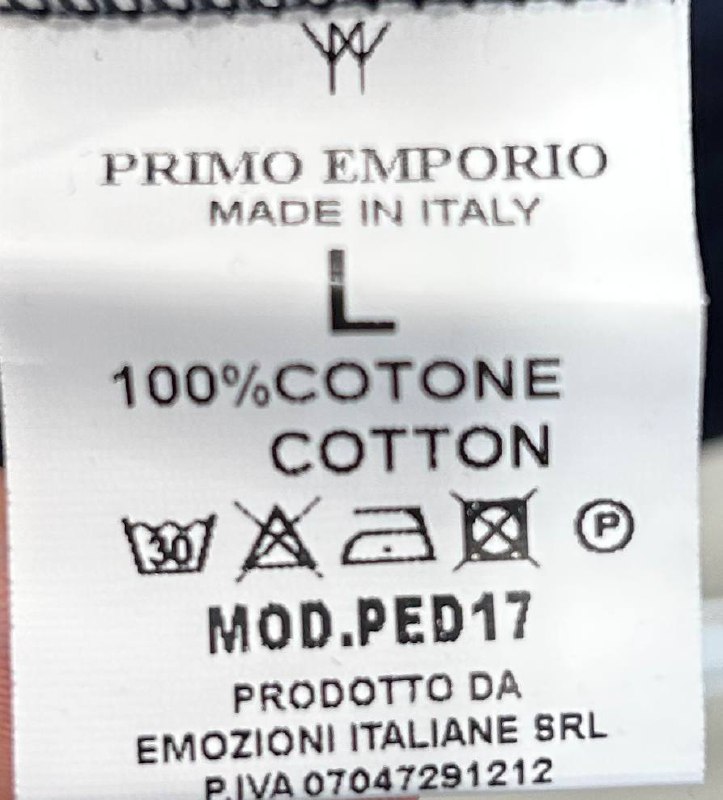 PRIMO EMPORIO
MADE IN ITALY
L
100%COTONE
COTTON
30 P
MOD.PED17
PRODOTTO DA
EMOZIONI ITALIANE SRL
P.IVA 07047291212